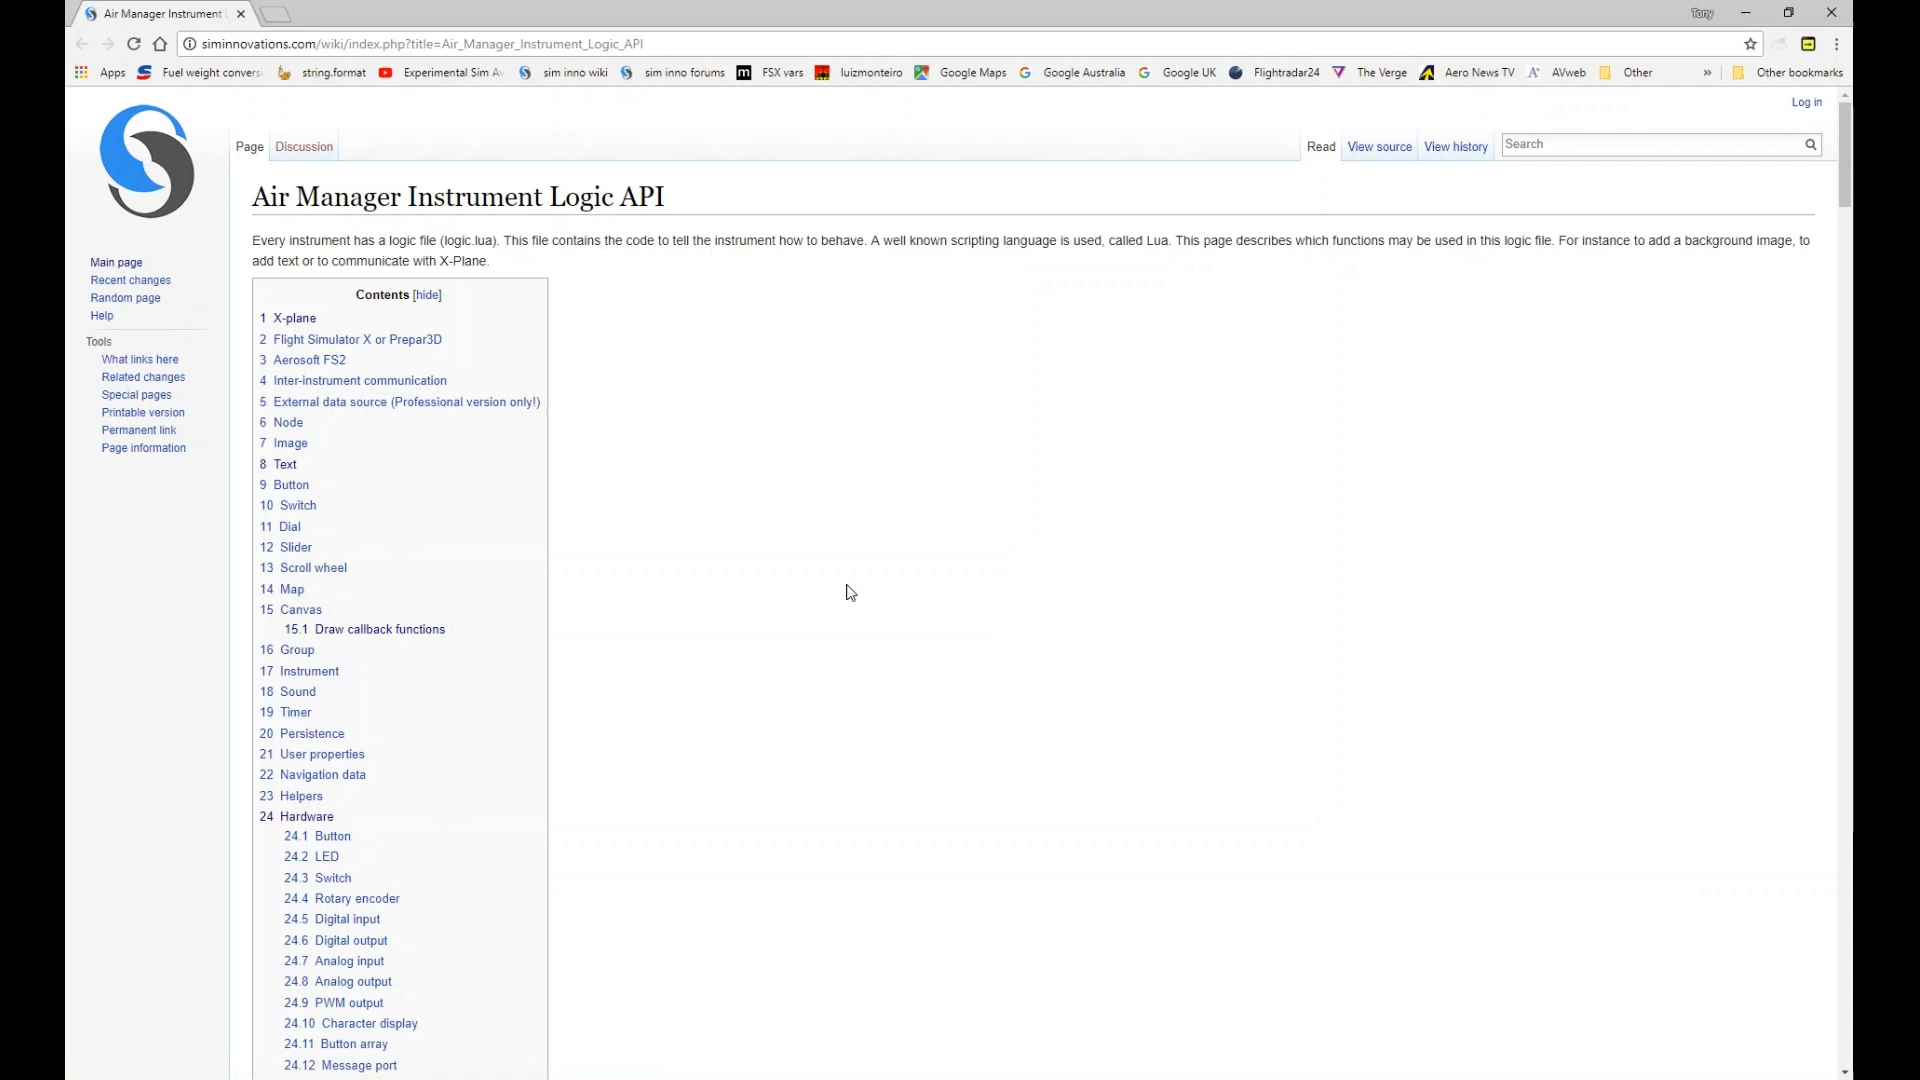 Air Manager Instrument
Tony
siminnovations.com/wiki/index.php?title=Air_Manager_Instrument_Logic_API
Apps Fuel weight conversi string.format Experimental Sim Av sim inno wiki sim inno forums FSX vars luizmonteiro Google Maps Google Australia Google UK Flightradar24 The Verge Aero News TV AVweb Other » Other bookmarks
Log in
Page Discussion Read View source View history Search
Air Manager Instrument Logic API
Every instrument has a logic file (logic.lua). This file contains the code to tell the instrument how to behave. A well known scripting language is used, called Lua. This page describes which functions may be used in this logic file. For instance to add a background image, to
add text or to communicate with X-Plane.
Main page
Recent changes
Random page
Help
Tools
What links here
Related changes
Special pages
Printable version
Permanent link
Page information
Contents [hide]
1 X-plane
2 Flight Simulator X or Prepar3D
3 Aerosoft FS2
4 Inter-instrument communication
5 External data source (Professional version only!)
6 Node
7 Image
8 Text
9 Button
10 Switch
11 Dial
12 Slider
13 Scroll wheel
14 Map
15 Canvas
15.1 Draw callback functions
16 Group
17 Instrument
18 Sound
19 Timer
20 Persistence
21 User properties
22 Navigation data
23 Helpers
24 Hardware
24.1 Button
24.2 LED
24.3 Switch
24.4 Rotary encoder
24.5 Digital input
24.6 Digital output
24.7 Analog input
24.8 Analog output
24.9 PWM output
24.10 Character display
24.11 Button array
24.12 Message port